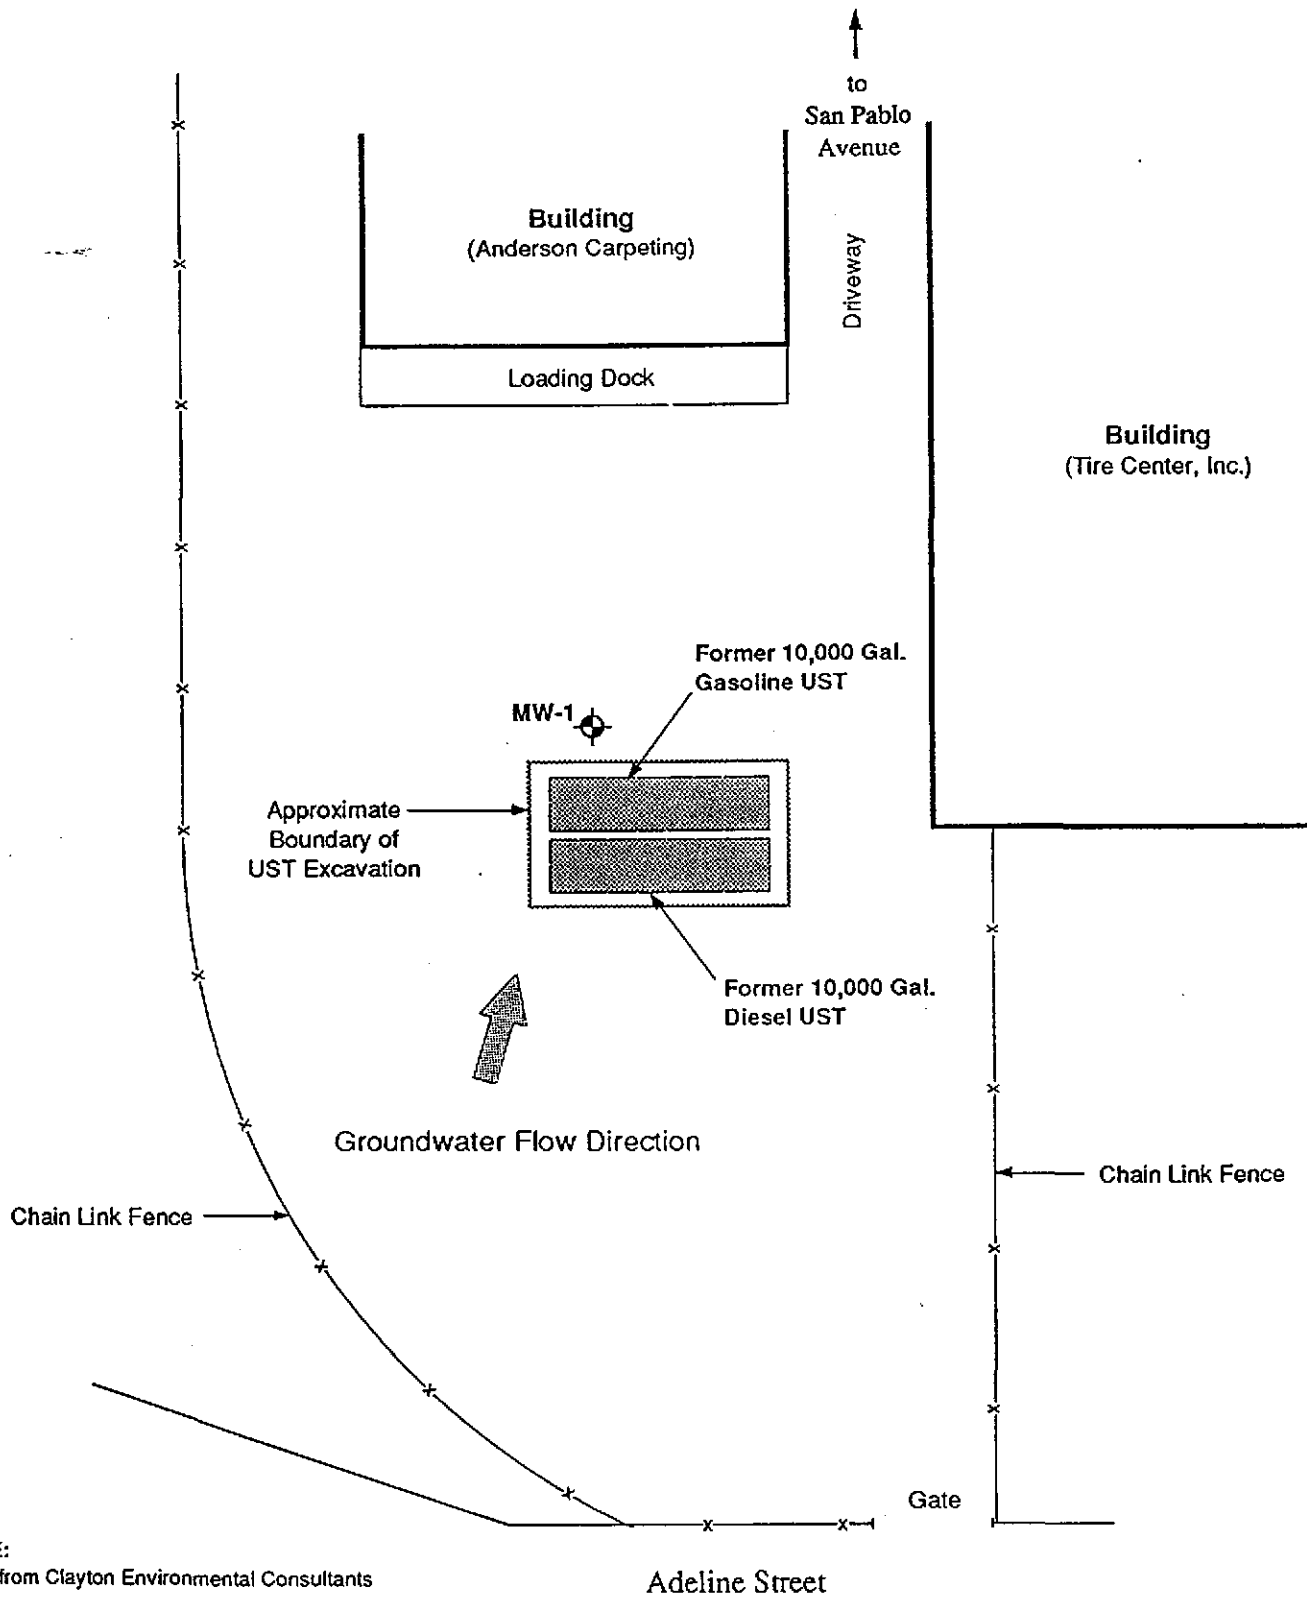 to
San Pablo
Avenue
Building
(Anderson Carpeting)
Driveway
Loading Dock
Building
(Tire Center, Inc.)
Former 10,000 Gal.
Gasoline UST
MW-1
Approximate
Boundary of
UST Excavation
Former 10,000 Gal.
Diesel UST
Groundwater Flow Direction
Chain Link Fence
Chain Link Fence
Gate
from Clayton Environmental Consultants
Adeline Street